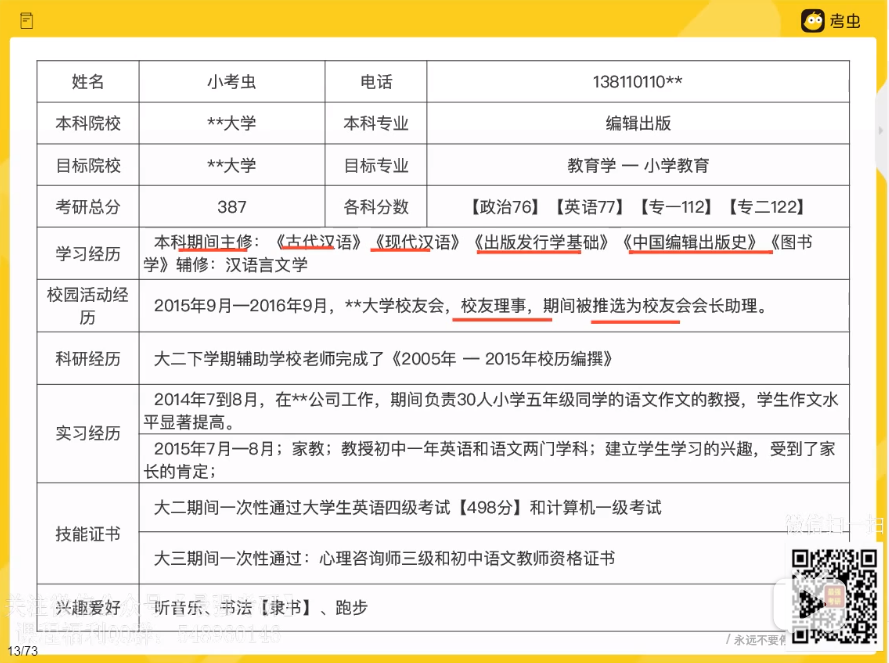 考虫
姓名 小考虫 电话 138110110**
本科院校 **大学 本科专业 编辑出版
目标院校 **大学 目标专业 教育学 — 小学教育
考研总分 387 各科分数 【政治76】【英语77】【专一112】【专二122】
学习经历 本科期间主修：《古代汉语》《现代汉语》《出版发行学基础》《中国编辑出版史》《图书
学》辅修：汉语言文学
校园活动经
历
2015年9月—2016年9月，**大学校友会，校友理事，期间被推选为校友会会长助理。
科研经历 大二下学期辅助学校老师完成了《2005年 — 2015年校历编撰》
实习经历
2014年7到8月，在**公司工作，期间负责30人小学五年级同学的语文作文的教授，学生作文水
平显著提高。
2015年7月—8月；家教；教授初中一年英语和语文两门学科；建立学生学习的兴趣，受到了家
长的肯定；
技能证书
大二期间一次性通过大学生英语四级考试【498分】和计算机一级考试
大三期间一次性通过：心理咨询师三级和初中语文教师资格证书
微信扫一扫
兴趣爱好 听音乐、书法【隶书】、跑步
/ 永远不要停
13/73